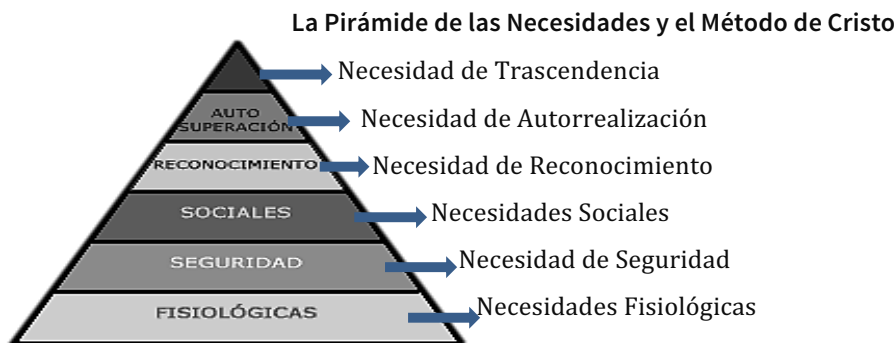 La Pirámide de las Necesidades y el Método de Cristo
Necesidad de Trascendencia
AUTO
SUPERACIÓN
Necesidad de Autorrealización
RECONOCIMIENTO
Necesidad de Reconocimiento
SOCIALES
Necesidades Sociales
SEGURIDAD
Necesidad de Seguridad
FISIOLÓGICAS
Necesidades Fisiológicas